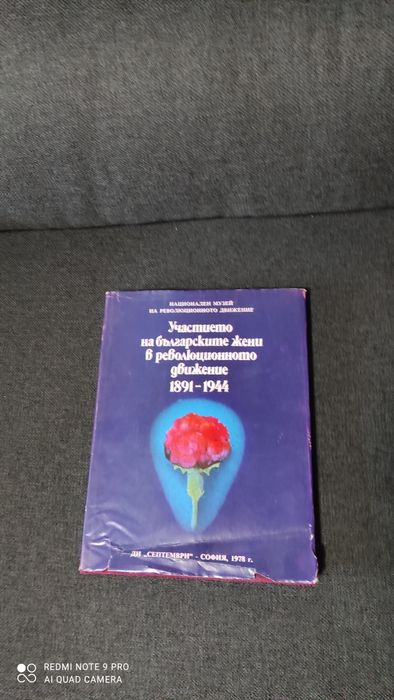 НАЦИОНАЛЕН МУЗЕЙ
НА РЕВОЛЮЦИОННОТО ДВИЖЕНИЕ
Участието
на българските жени
в революционното
движение
1891-1944
ДИ „СЕПТЕМВРИ" - СОФИЯ, 1978 г.
REDMI NOTE 9 PRO
AI QUAD CAMERA